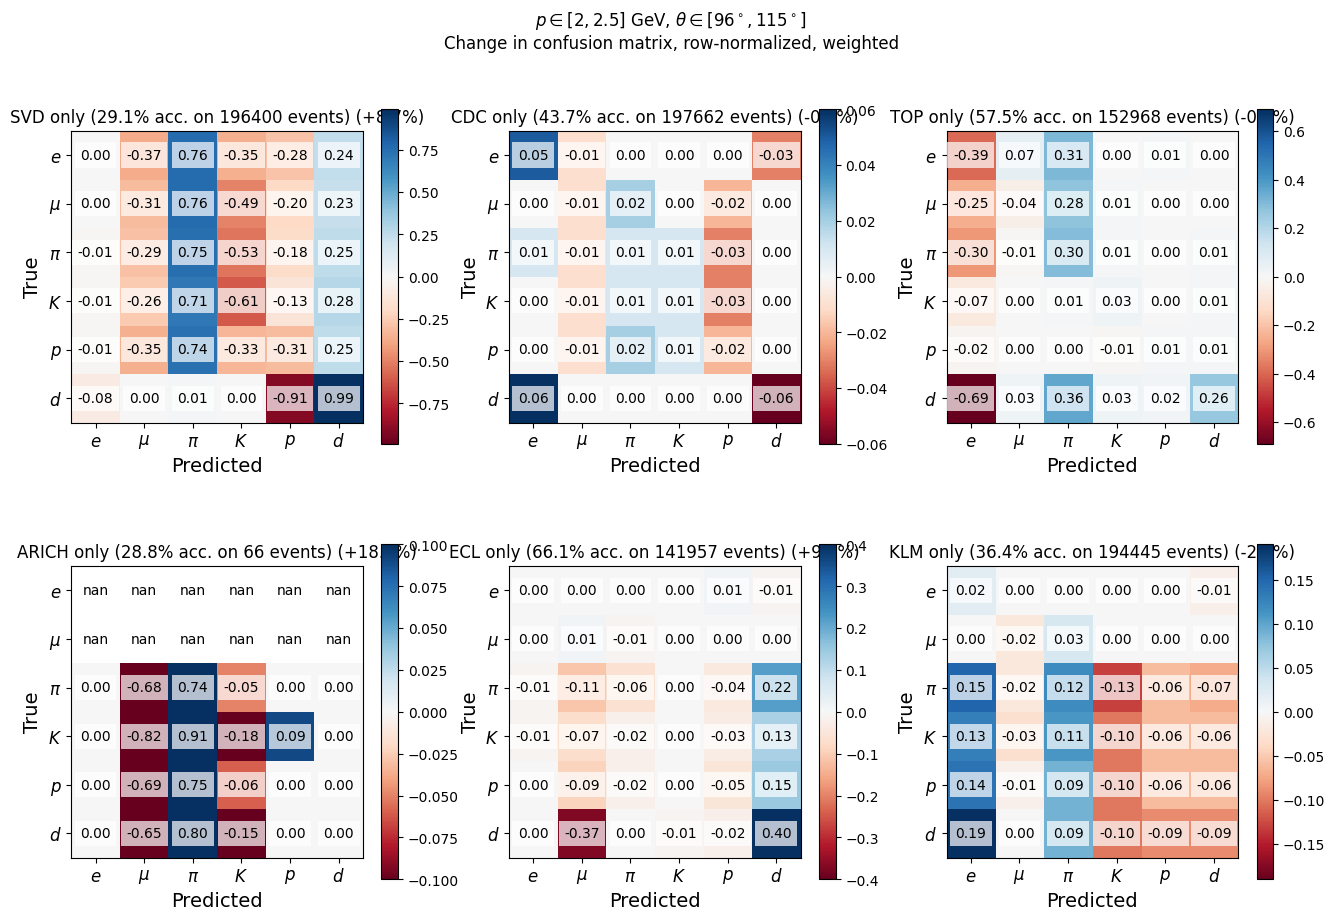 p ∈ [2, 2.5] GeV, θ ∈ [96°, 115°]
Change in confusion matrix, row-normalized, weighted
SVD only (29.1% acc. on 196400 events)
e 0.00 -0.37 0.76 -0.35 -0.28 0.24
μ 0.00 -0.31 0.76 -0.49 -0.20 0.23
π -0.01 -0.29 0.75 -0.53 -0.18 0.25
K -0.01 -0.26 0.71 -0.61 -0.13 0.28
p -0.01 -0.35 0.74 -0.33 -0.31 0.25
d -0.08 0.00 0.01 0.00 -0.91 0.99
e μ π K p d
Predicted
True
0.75
0.50
0.25
0.00
−0.25
−0.50
−0.75
CDC only (43.7% acc. on 197662 events)
e 0.05 -0.01 0.00 0.00 0.00 -0.03
μ 0.00 -0.01 0.02 0.00 -0.02 0.00
π 0.01 -0.01 0.01 0.01 -0.03 0.00
K 0.00 -0.01 0.01 0.01 -0.03 0.00
p 0.00 -0.01 0.02 0.01 -0.02 0.00
d 0.06 0.00 0.00 0.00 0.00 -0.06
e μ π K p d
Predicted
True
0.06
0.04
0.02
0.00
−0.02
−0.04
−0.06
TOP only (57.5% acc. on 152968 events)
e -0.39 0.07 0.31 0.00 0.01 0.00
μ -0.25 -0.04 0.28 0.01 0.00 0.00
π -0.30 -0.01 0.30 0.01 0.00 0.01
K -0.07 0.00 0.01 0.03 0.00 0.01
p -0.02 0.00 0.00 -0.01 0.01 0.01
d -0.69 0.03 0.36 0.03 0.02 0.26
e μ π K p d
Predicted
True
0.6
0.4
0.2
0.0
−0.2
−0.4
−0.6
ARICH only (28.8% acc. on 66 events)
e nan nan nan nan nan nan
μ nan nan nan nan nan nan
π 0.00 -0.68 0.74 -0.05 0.00 0.00
K 0.00 -0.82 0.91 -0.18 0.09 0.00
p 0.00 -0.69 0.75 -0.06 0.00 0.00
d 0.00 -0.65 0.80 -0.15 0.00 0.00
e μ π K p d
Predicted
True
0.100
0.075
0.050
0.025
0.000
−0.025
−0.050
−0.075
−0.100
ECL only (66.1% acc. on 141957 events)
e 0.00 0.00 0.00 0.00 0.01 -0.01
μ 0.00 0.01 -0.01 0.00 0.00 0.00
π -0.01 -0.11 -0.06 0.00 -0.04 0.22
K -0.01 -0.07 -0.02 0.00 -0.03 0.13
p 0.00 -0.09 -0.02 0.00 -0.05 0.15
d 0.00 -0.37 0.00 -0.01 -0.02 0.40
e μ π K p d
Predicted
True
0.4
0.3
0.2
0.1
0.0
−0.1
−0.2
−0.3
−0.4
KLM only (36.4% acc. on 194445 events)
e 0.02 0.00 0.00 0.00 0.00 -0.01
μ 0.00 -0.02 0.03 0.00 0.00 0.00
π 0.15 -0.02 0.12 -0.13 -0.06 -0.07
K 0.13 -0.03 0.11 -0.10 -0.06 -0.06
p 0.14 -0.01 0.09 -0.10 -0.06 -0.06
d 0.19 0.00 0.09 -0.10 -0.09 -0.09
e μ π K p d
Predicted
True
0.15
0.10
0.05
0.00
−0.05
−0.10
−0.15